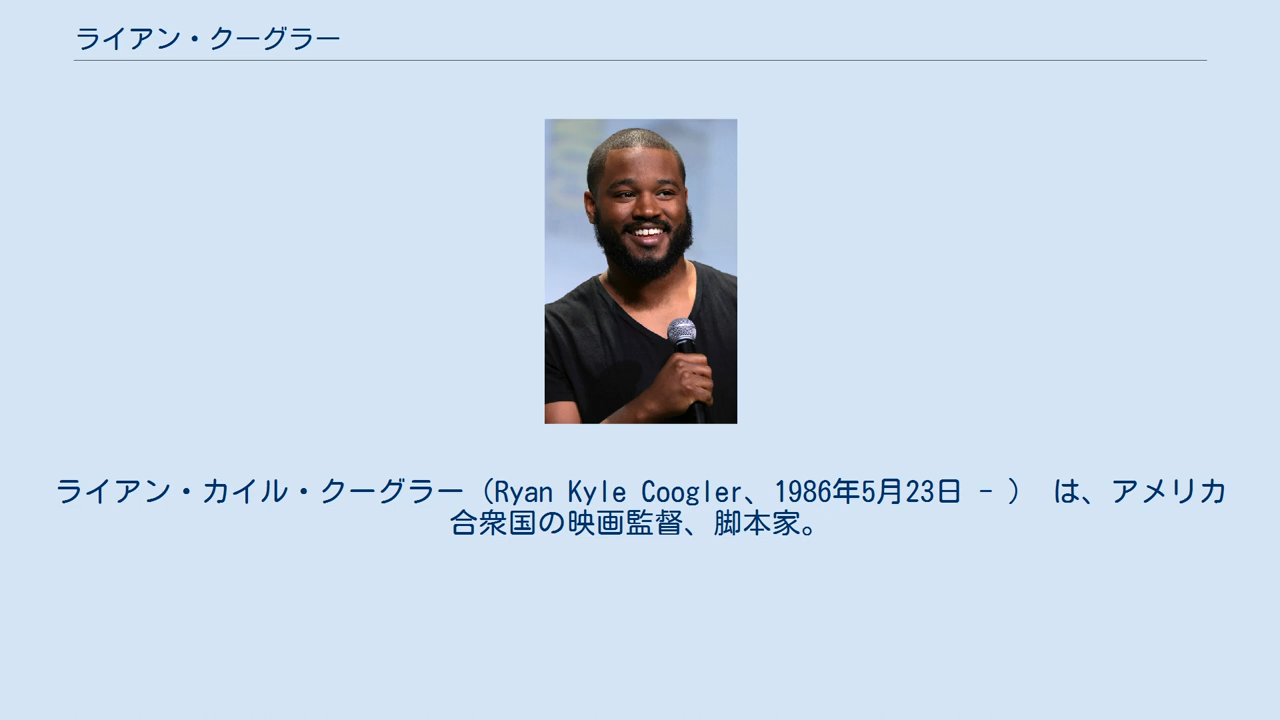 ライアン・クーグラー
ライアン・カイル・クーグラー（Ryan Kyle Coogler、1986年5月23日 - ） は、アメリカ
合衆国の映画監督、脚本家。